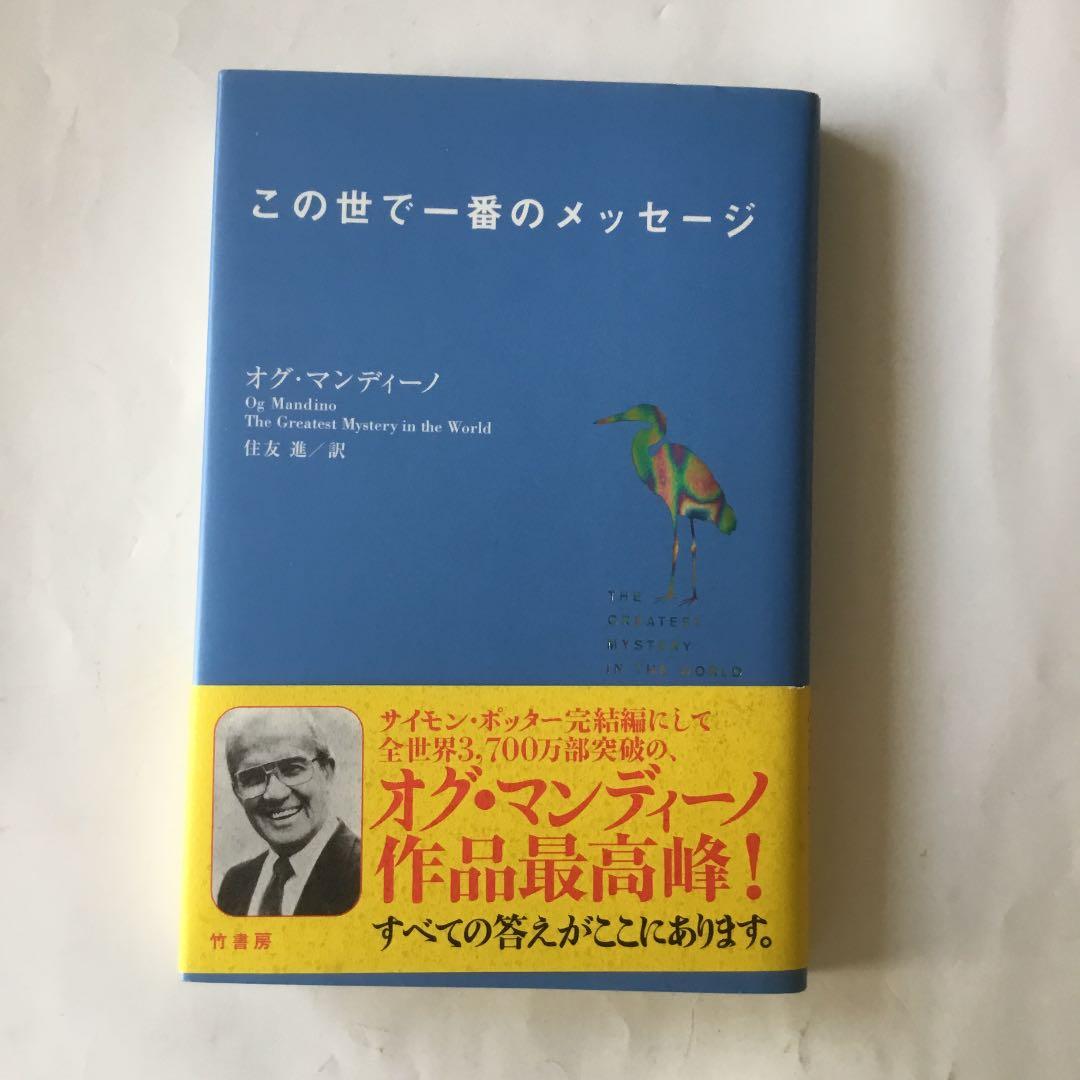 この世で一番のメッセージ
オグ・マンディーノ
Og Mandino
The Greatest Mystery in the World
住友 進／訳
THE
GREATEST
MYSTERY
IN THE WORLD
サイモン・ポッター完結編にして
全世界3,700万部突破の、
オグ・マンディーノ
作品最高峰！
すべての答えがここにあります。
竹書房